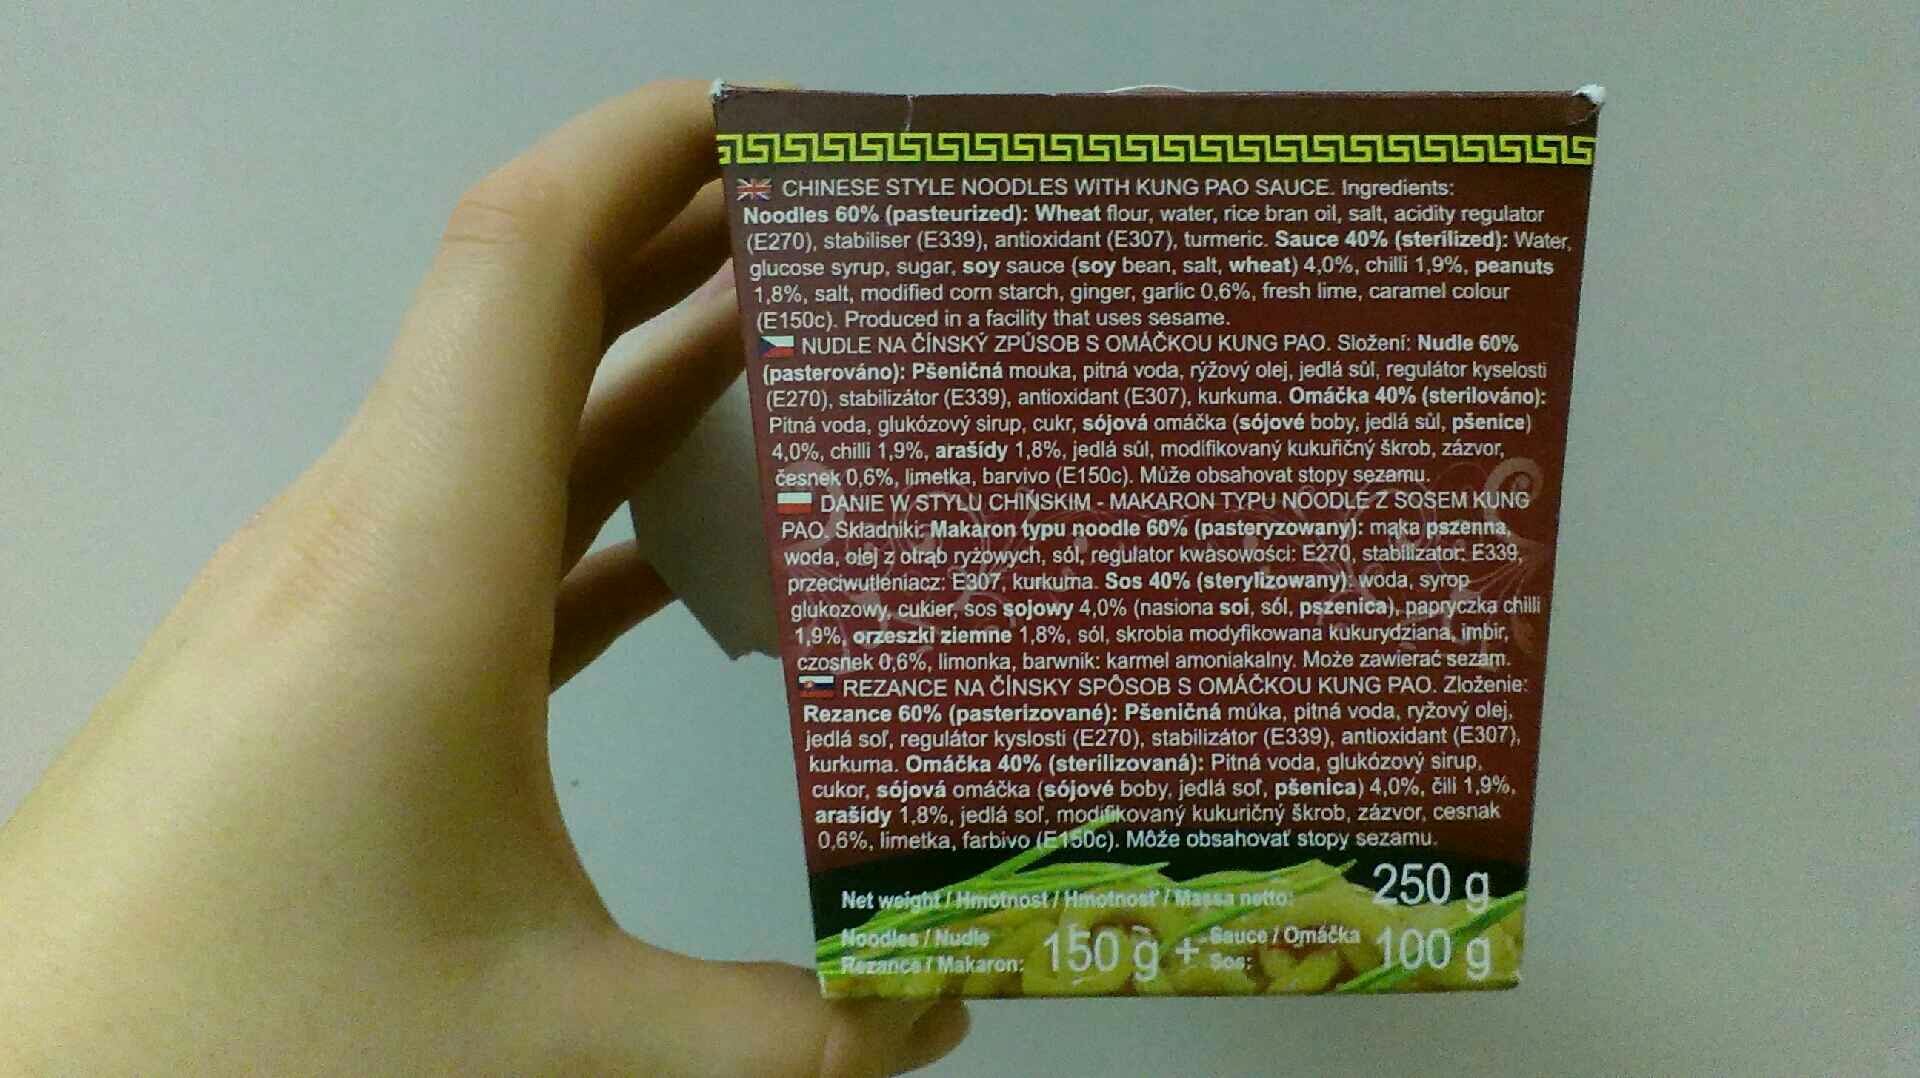 CHINESE STYLE NOODLES WITH KUNG PAO SAUCE. Ingredients:
Noodles 60% (pasteurized): Wheat flour, water, rice bran oil, salt, acidity regulator
(E270), stabiliser (E339), antioxidant (E307), turmeric. Sauce 40% (sterilized): Water,
glucose syrup, sugar, soy sauce (soy bean, salt, wheat) 4,0%, chilli 1,9%, peanuts
1,8%, salt, modified corn starch, ginger, garlic 0,6%, fresh lime, caramel colour
(E150c). Produced in a facility that uses sesame.
NUDLE NA ČÍNSKÝ ZPŮSOB S OMÁČKOU KUNG PAO. Složení: Nudle 60%
(pasterováno): Pšeničná mouka, pitná voda, rýžový olej, jedlá sůl, regulátor kyselosti
(E270), stabilizátor (E339), antioxidant (E307), kurkuma. Omáčka 40% (sterilováno):
Pitná voda, glukózový sirup, cukr, sójová omáčka (sójové boby, jedlá sůl, pšenice)
4,0%, chilli 1,9%, arašídy 1,8%, jedlá sůl, modifikovaný kukuřičný škrob, zázvor,
česnek 0,6%, limetka, barvivo (E150c). Může obsahovat stopy sezamu.
DANIE W STYLU CHIŃSKIM - MAKARON TYPU NOODLE Z SOSEM KUNG
PAO. Składniki: Makaron typu noodle 60% (pasteryzowany): mąka pszenna,
woda, olej z otrąb ryżowych, sól, regulator kwasowości: E270, stabilizator: E339,
przeciwutleniacz: E307, kurkuma. Sos 40% (sterylizowany): woda, syrop
glukozowy, cukier, sos sojowy 4,0% (nasiona soi, sól, pszenica), papryczka chilli
1,9%, orzeszki ziemne 1,8%, sól, skrobia modyfikowana kukurydziana, imbir,
czosnek 0,6%, limonka, barwnik: karmel amoniakalny. Może zawierać sezam.
REZANCE NA ČÍNSKY SPÔSOB S OMÁČKOU KUNG PAO. Zloženie:
Rezance 60% (pasterizované): Pšeničná múka, pitná voda, ryžový olej,
jedlá soľ, regulátor kyslosti (E270), stabilizátor (E339), antioxidant (E307),
kurkuma. Omáčka 40% (sterilizovaná): Pitná voda, glukózový sirup,
cukor, sójová omáčka (sójové boby, jedlá soľ, pšenica) 4,0%, čili 1,9%,
arašídy 1,8%, jedlá soľ, modifikovaný kukuričný škrob, zázvor, cesnak
0,6%, limetka, farbivo (E150c). Môže obsahovať stopy sezamu.
Net weight / Hmotnost / Hmotnosť / Massa netto: 250 g
Noodles / Nudle
Rezance / Makaron: 150 g + Sauce / Omáčka
Sos: 100 g